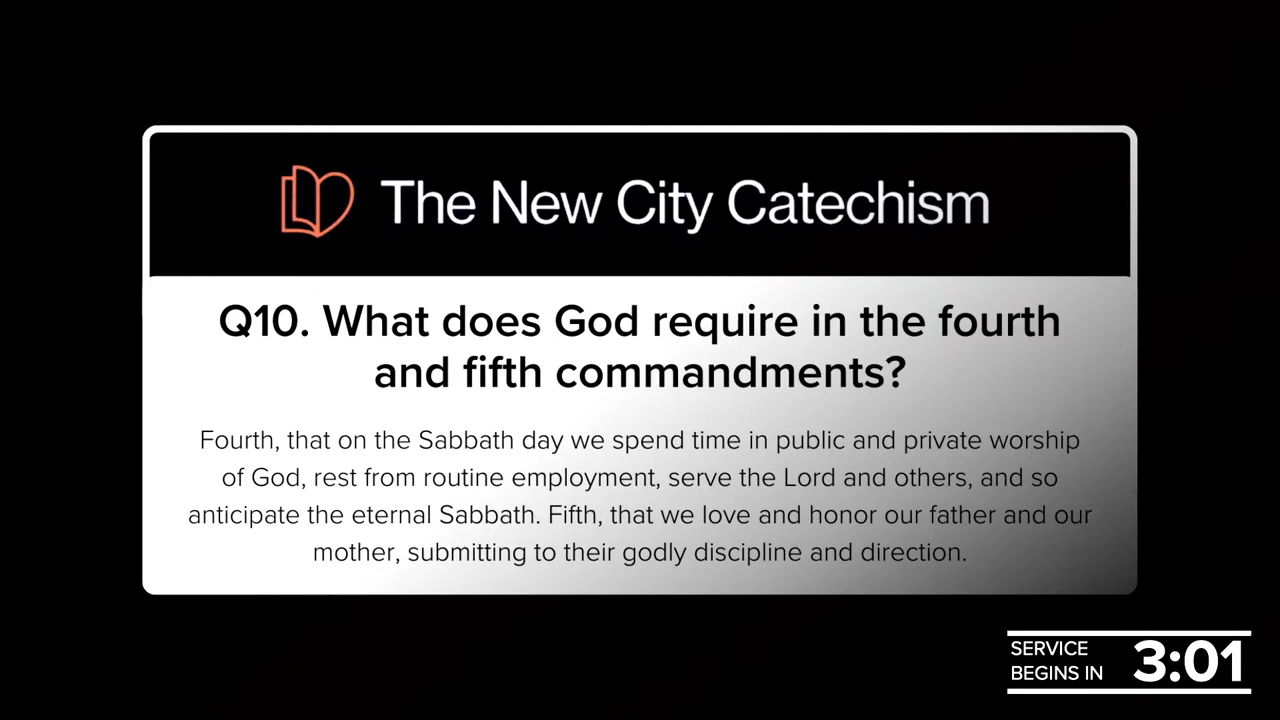 The New City Catechism
Q10. What does God require in the fourth
and fifth commandments?
Fourth, that on the Sabbath day we spend time in public and private worship
of God, rest from routine employment, serve the Lord and others, and so
anticipate the eternal Sabbath. Fifth, that we love and honor our father and our
mother, submitting to their godly discipline and direction.
SERVICE
BEGINS IN
3:01